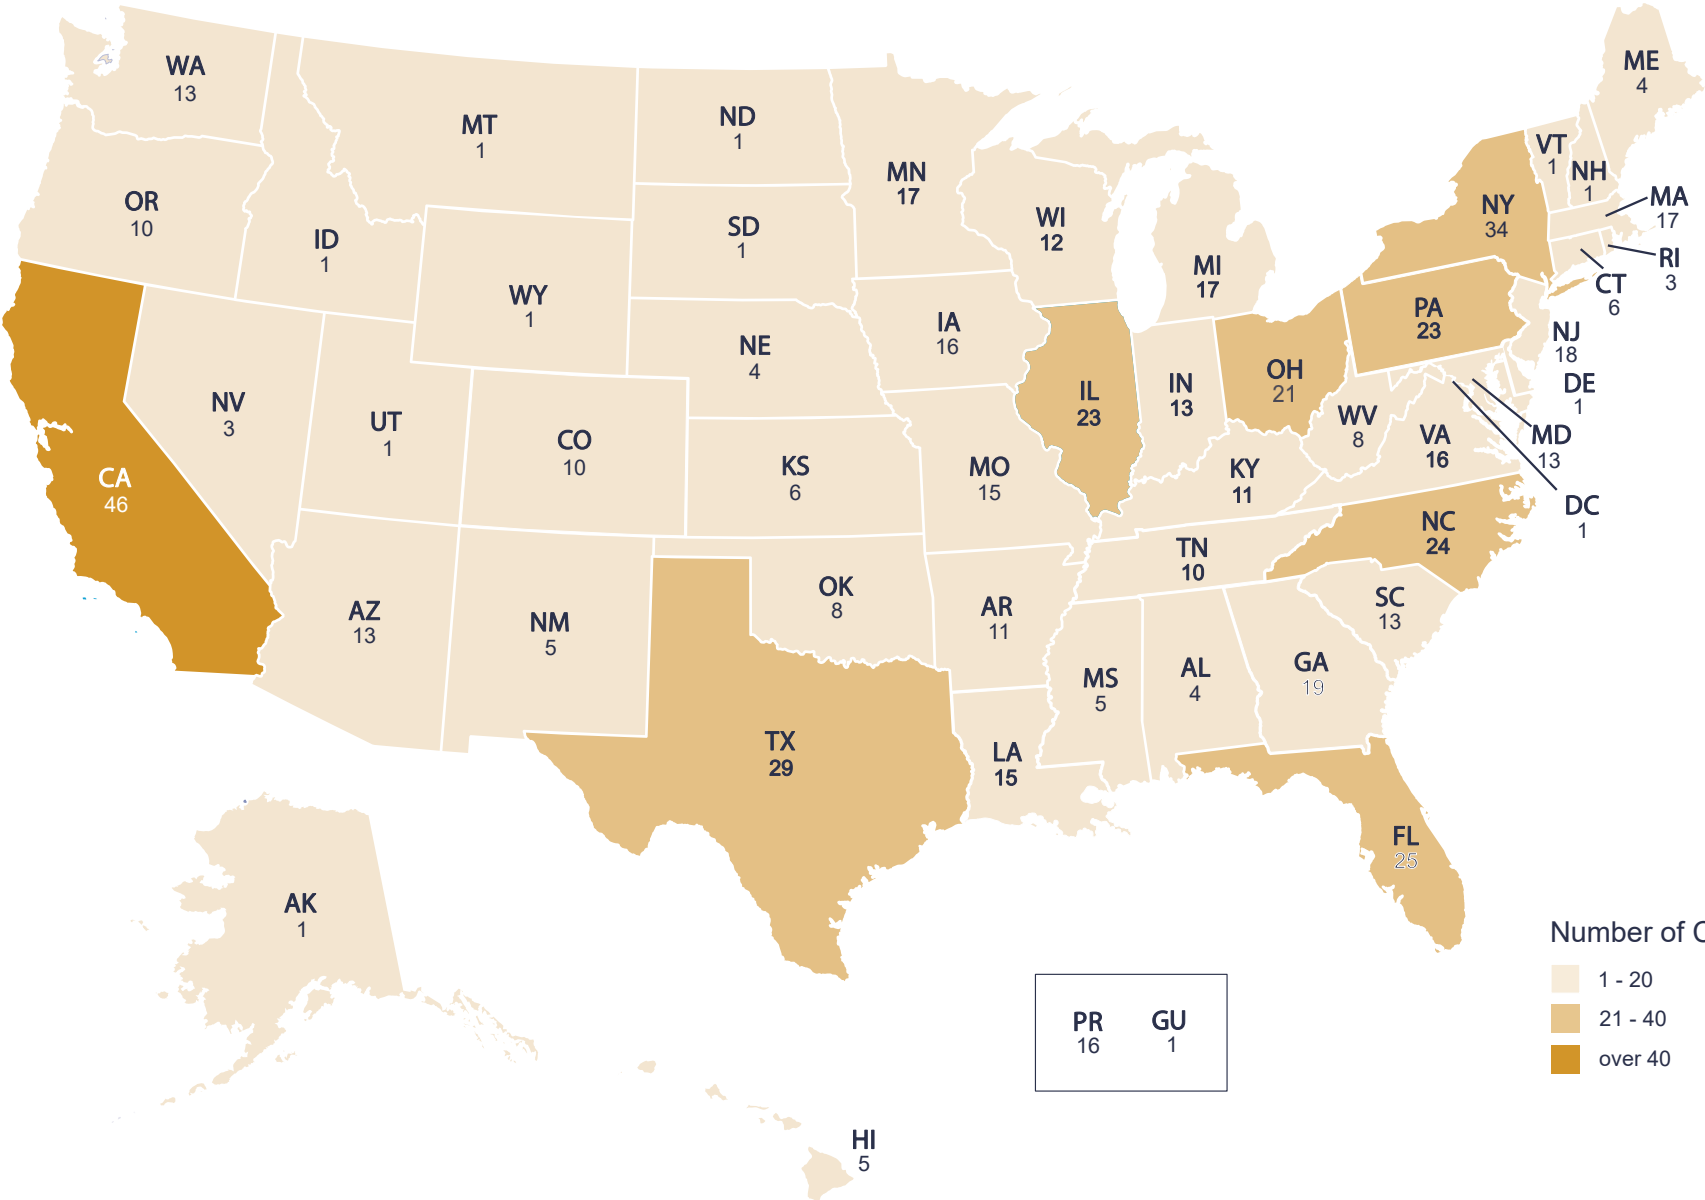 WA
13
MT
1
ND
1
MN
17
OR
10
ID
1
WY
1
SD
1
WI
12
MI
17
ME
4
VT
1
NH
1
MA
17
NY
34
RI
3
CT
6
PA
23
NJ
18
DE
1
MD
13
DC
1
NE
4
IA
16
IL
23
IN
13
OH
21
WV
8
VA
16
NV
3
UT
1
CO
10
KS
6
MO
15
KY
11
CA
46
NC
24
TN
10
SC
13
AZ
13
NM
5
OK
8
AR
11
MS
5
AL
4
GA
19
TX
29
LA
15
FL
25
AK
1
HI
5
PR
16
GU
1
Number of C
1 - 20
21 - 40
over 40